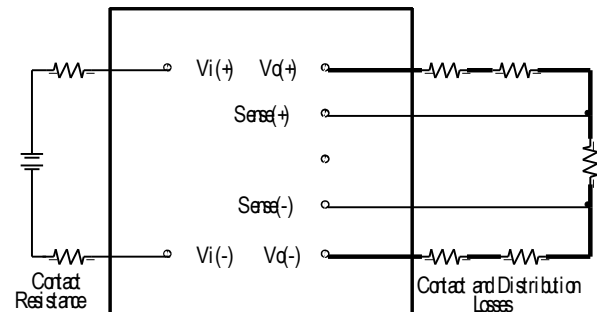 Vi(+) Vo(+)
Sense(+)
Sense(-)
Vi(-) Vo(-)
Contact
Resistance
Contact and Distribution
Losses